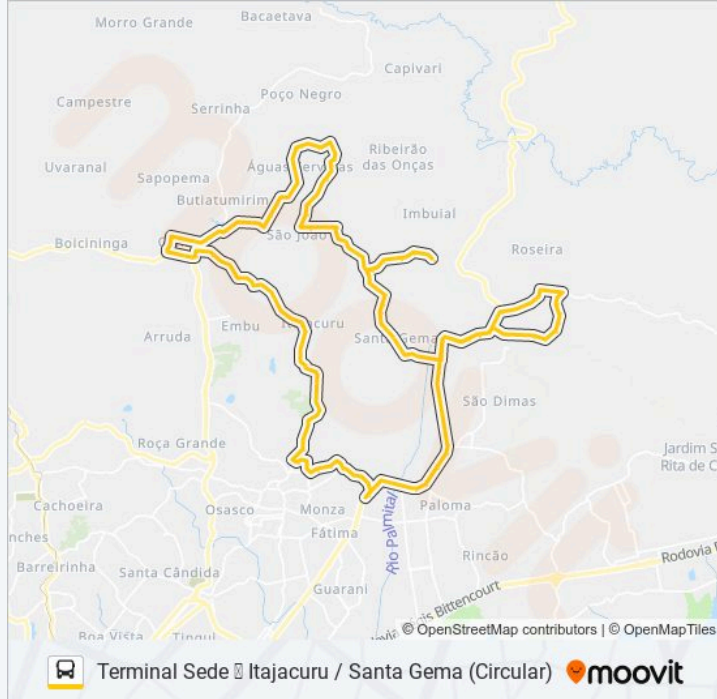 Morro Grande
Bacaetava
Capivari
Poço Negro
Campestre
Serrinha
Ribeirão
das Onças
Uvaranal
Sapopema
Butiatumirim
Imbuial
Boicininga
São João
Roseira
Embu
Itajacuru
Arruda
Santa Gema
São Dimas
Roça Grande
Jardim S
Rita de C
Cachoeira
Osasco
Monza
Paloma
Fátima
Rio Palmital
Barreirinha
Santa Cândida
Rincão
Rodovia R
Guarani
Bittencourt
Boa Vista
Tingui
© OpenStreetMap contributors | © OpenMapTiles
Terminal Sede Itajacuru / Santa Gema (Circular)
moovit